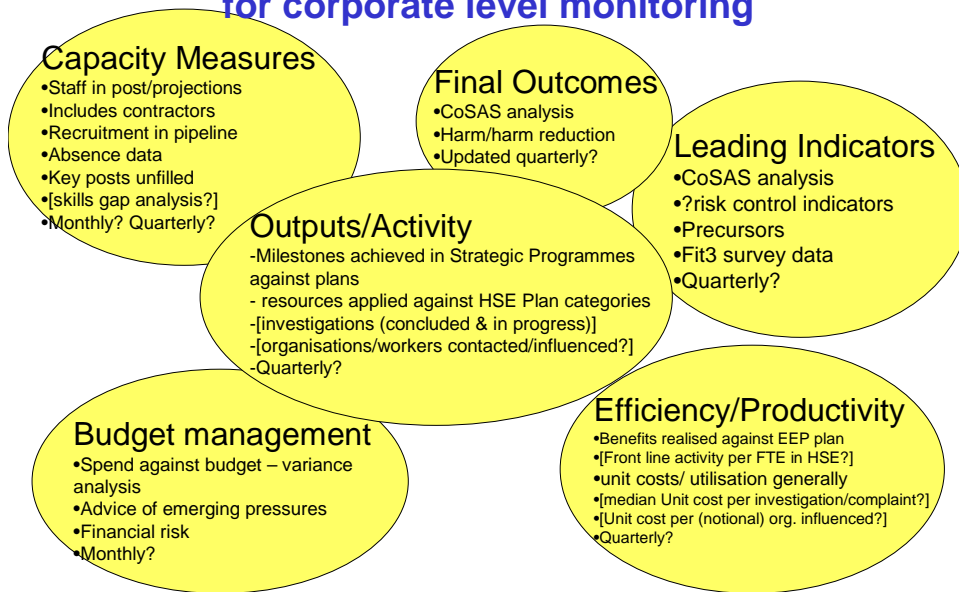 for corporate level monitoring
Capacity Measures
•Staff in post/projections
•Includes contractors
•Recruitment in pipeline
•Absence data
•Key posts unfilled
•[skills gap analysis?]
•Monthly? Quarterly?
Final Outcomes
•CoSAS analysis
•Harm/harm reduction
•Updated quarterly?
Leading Indicators
•CoSAS analysis
•?risk control indicators
•Precursors
•Fit3 survey data
•Quarterly?
Outputs/Activity
-Milestones achieved in Strategic Programmes
against plans
- resources applied against HSE Plan categories
-[investigations (concluded & in progress)]
-[organisations/workers contacted/influenced?]
-Quarterly?
Budget management
•Spend against budget – variance
analysis
•Advice of emerging pressures
•Financial risk
•Monthly?
Efficiency/Productivity
•Benefits realised against EEP plan
•[Front line activity per FTE in HSE?]
•unit costs/ utilisation generally
•[median Unit cost per investigation/complaint?]
•[Unit cost per (notional) org. influenced?]
•Quarterly?